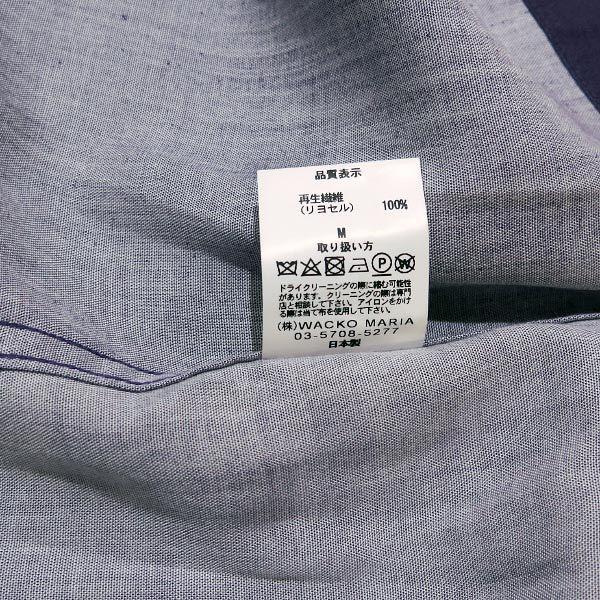 品質表示
再生繊維
(リヨセル) 100%
M
取り扱い方
P W
ドライクリーニングの際に縮む可能性
があります。クリーニングの際は専門
店と相談して下さい。アイロンをかけ
る際は当て布を使用して下さい。
(株)WACKO MARIA
03-5708-5277
日本製